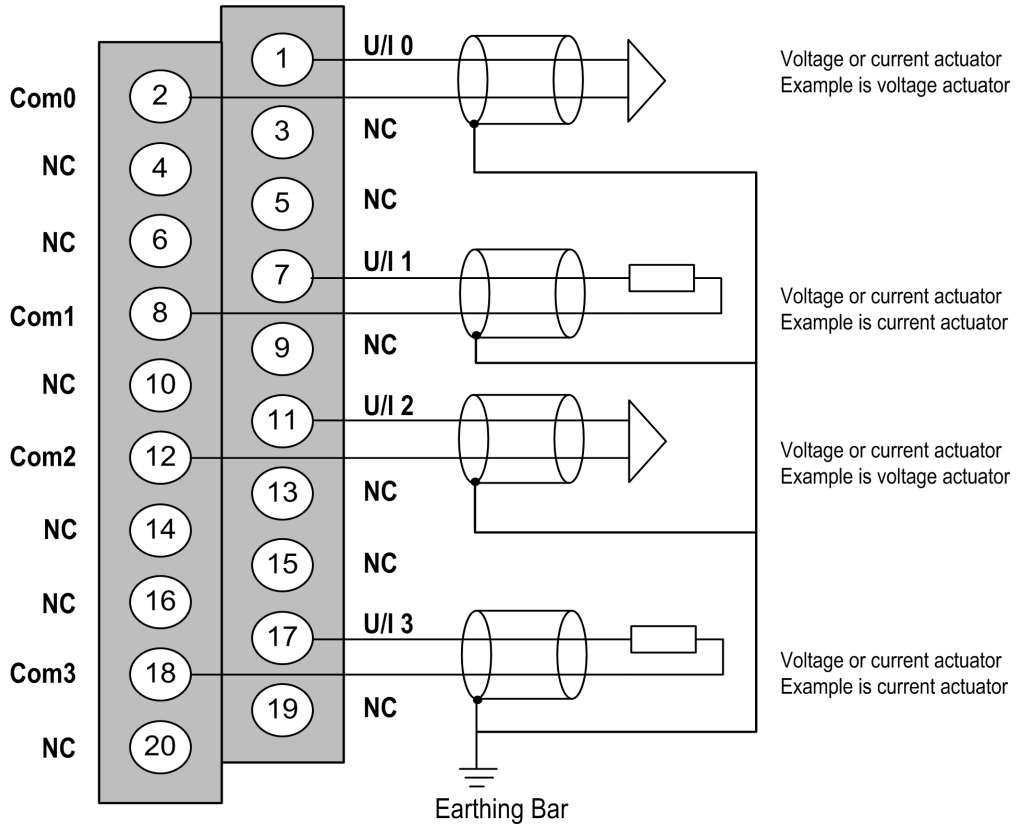 1
U/I 0
Voltage or current actuator
Example is voltage actuator
Com0
2
3
NC
NC
4
5
NC
NC
6
7
U/I 1
Com1
8
Voltage or current actuator
Example is current actuator
9
NC
NC
10
11
U/I 2
Com2
12
Voltage or current actuator
Example is voltage actuator
13
NC
NC
14
15
NC
NC
16
17
U/I 3
Com3
18
Voltage or current actuator
Example is current actuator
19
NC
NC
20
Earthing Bar